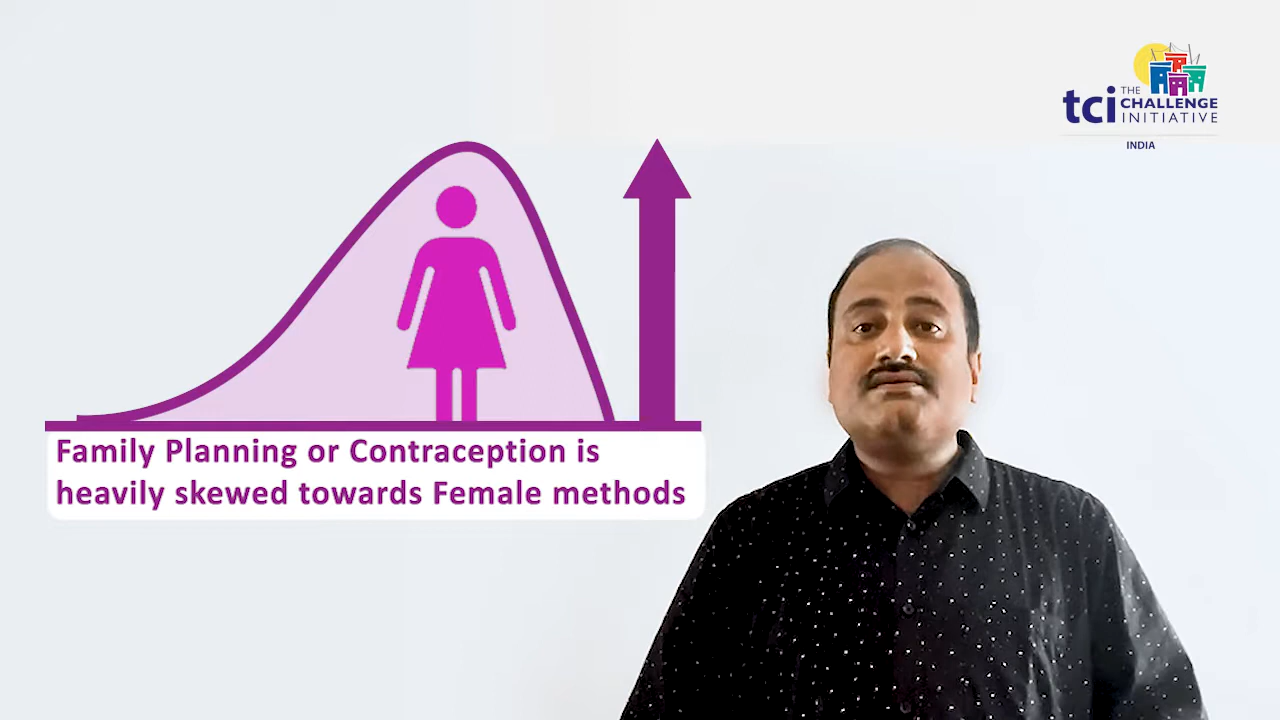 tci THE CHALLENGE INITIATIVE
INDIA
Family Planning or Contraception is
heavily skewed towards Female methods